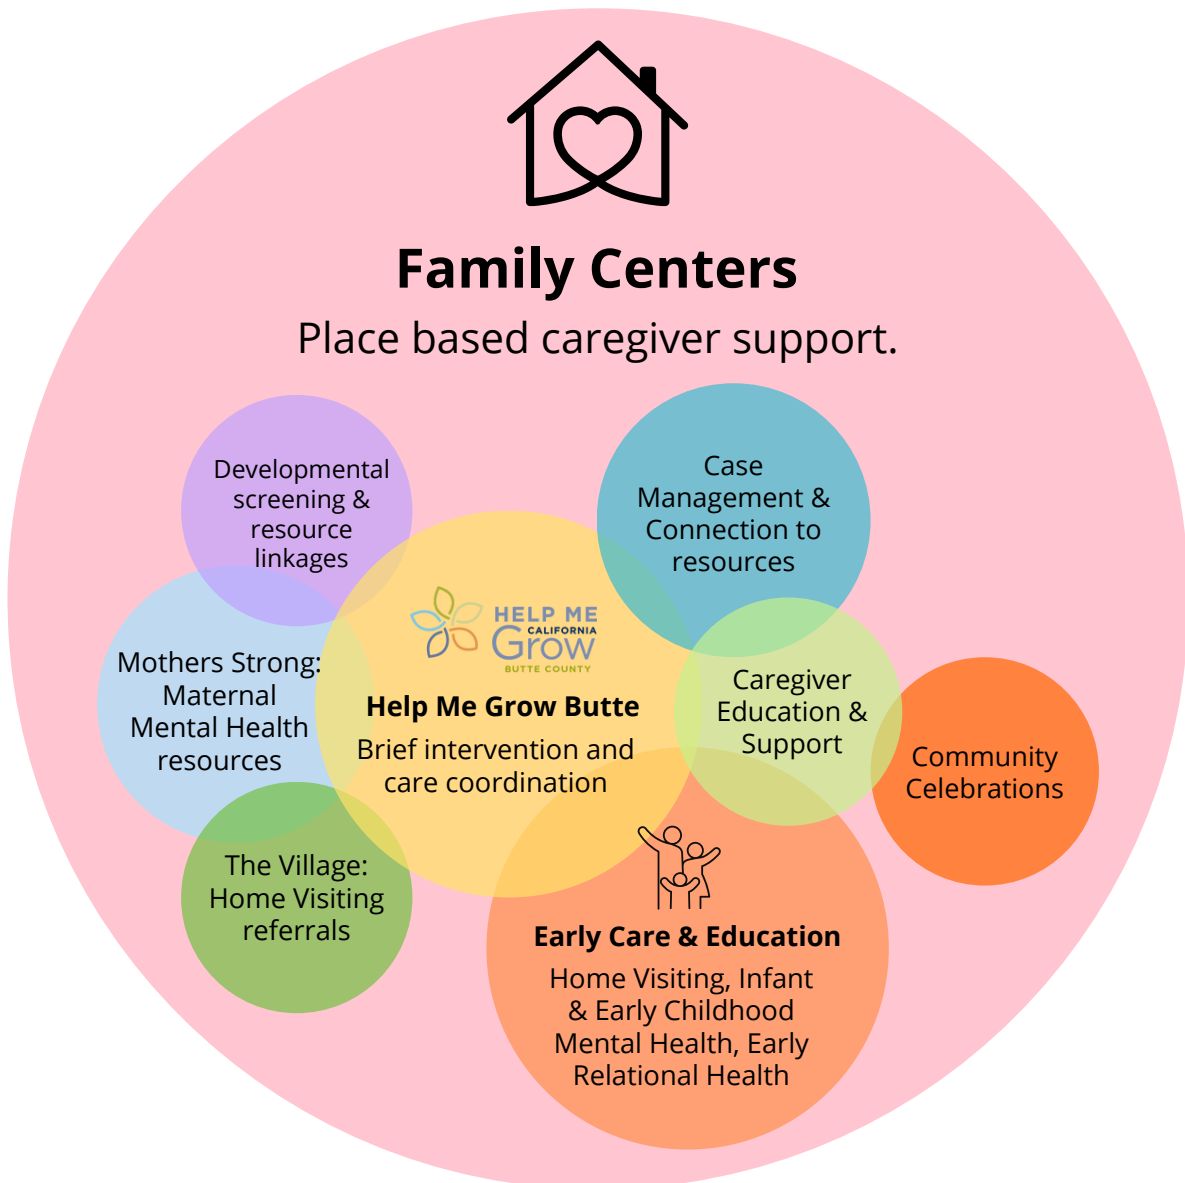 Family Centers
Place based caregiver support.
Developmental
screening &
resource
linkages
Case
Management &
Connection to
resources
HELP ME
CALIFORNIA
Grow
BUTTE COUNTY
Help Me Grow Butte
Brief intervention and
care coordination
Mothers Strong:
Maternal
Mental Health
resources
Caregiver
Education &
Support
Community
Celebrations
The Village:
Home Visiting
referrals
Early Care & Education
Home Visiting, Infant
& Early Childhood
Mental Health, Early
Relational Health